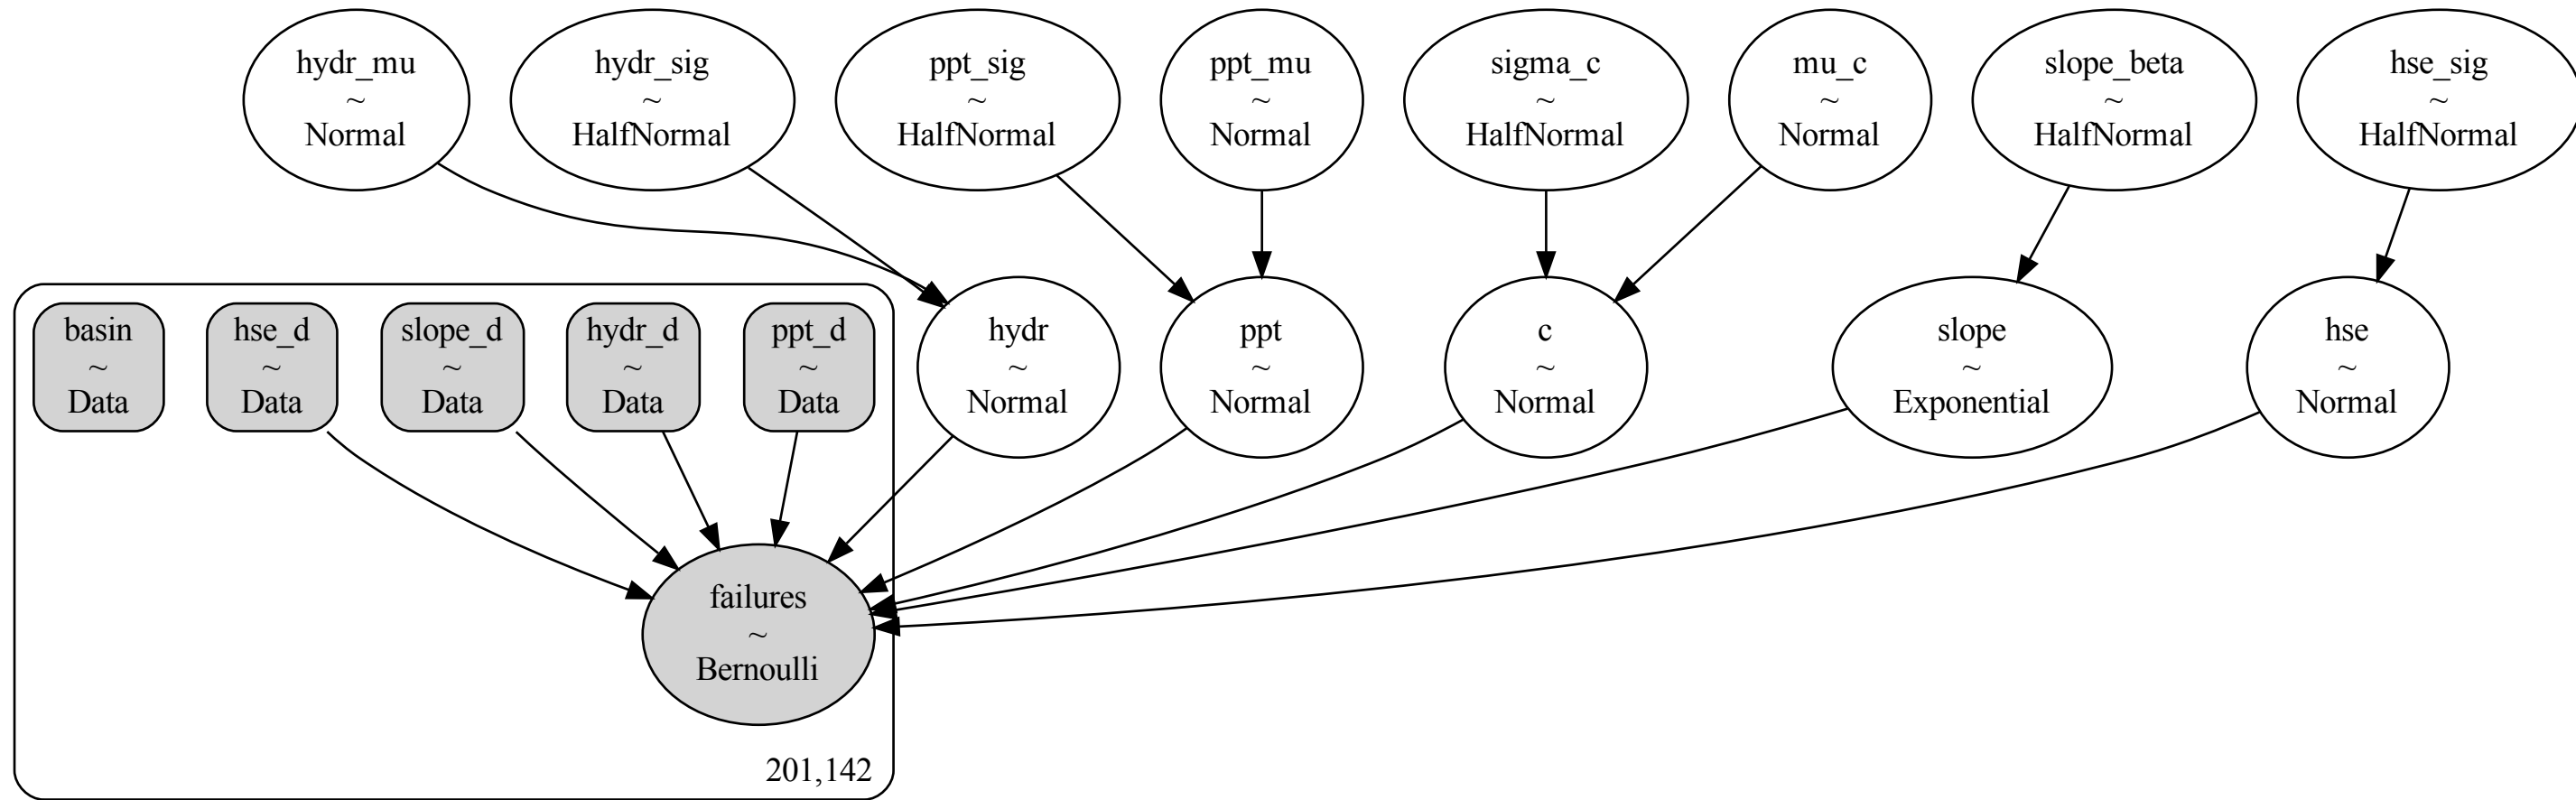 hydr_mu
~
Normal
hydr_sig
~
HalfNormal
ppt_sig
~
HalfNormal
ppt_mu
~
Normal
sigma_c
~
HalfNormal
mu_c
~
Normal
slope_beta
~
HalfNormal
hse_sig
~
HalfNormal
basin
~
Data
hse_d
~
Data
slope_d
~
Data
hydr_d
~
Data
ppt_d
~
Data
hydr
~
Normal
ppt
~
Normal
c
~
Normal
slope
~
Exponential
hse
~
Normal
failures
~
Bernoulli
201,142